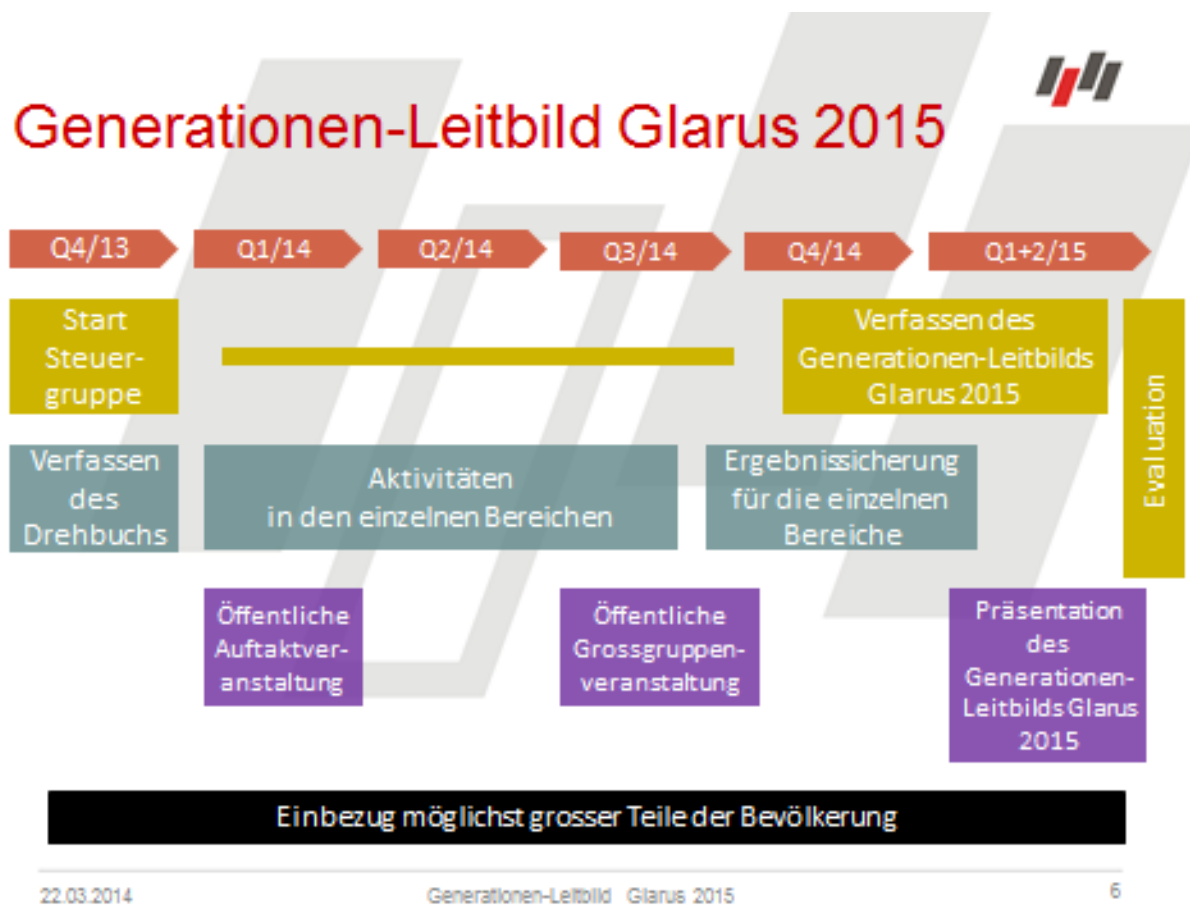 Generationen-Leitbild Glarus 2015
Q4/13
Q1/14
Q2/14
Q3/14
Q4/14
Q1+2/15
Start
Steuer-
gruppe
Verfassen des
Generationen-Leitbilds
Glarus 2015
Evaluation
Verfassen
des
Drehbuchs
Aktivitäten
in den einzelnen Bereichen
Ergebnissicherung
für die einzelnen
Bereiche
Öffentliche
Auftaktver-
anstaltung
Öffentliche
Grossgruppen-
veranstaltung
Präsentation
des
Generationen-
Leitbilds Glarus
2015
Einbezug möglichst grosser Teile der Bevölkerung
22.03.2014
Generationen-Leitbild Glarus 2015
6